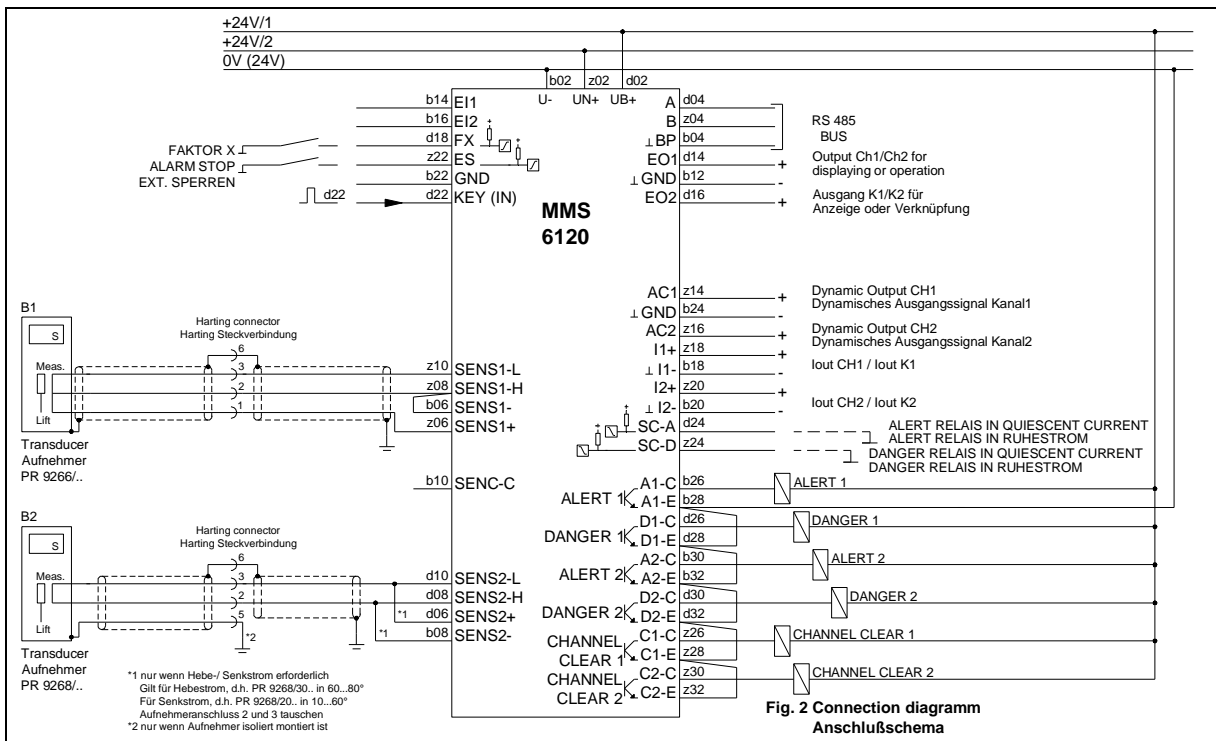 +24V/1
+24V/2
0V (24V)
b02 z02 d02
U- UN+ UB+
b14 EI1
b16 EI2
d18 FX
z22 ES
b22 GND
d22 KEY (IN)
FAKTOR X
ALARM STOP
EXT. SPERREN
d22
MMS
6120
A d04
B z04
⊥BP b04
EO1 d14 +
⊥GND b12 -
EO2 d16 +
RS 485
BUS
Output Ch1/Ch2 for
displaying or operation
Ausgang K1/K2 für
Anzeige oder Verknüpfung
AC1 z14 +
⊥GND b24 -
AC2 z16 +
I1+ z18 +
⊥I1- b18 -
I2+ z20 +
⊥I2- b20 -
SC-A d24
SC-D z24
Dynamic Output CH1
Dynamisches Ausgangssignal Kanal1
Dynamic Output CH2
Dynamisches Ausgangssignal Kanal2
Iout CH1 / Iout K1
Iout CH2 / Iout K2
ALERT RELAIS IN QUIESCENT CURRENT
ALERT RELAIS IN RUHESTROM
DANGER RELAIS IN QUIESCENT CURRENT
DANGER RELAIS IN RUHESTROM
B1
S
Meas.
Lift
Transducer
Aufnehmer
PR 9266/..
Harting connector
Harting Steckverbindung
6
3
2
1
z10 SENS1-L
z08 SENS1-H
b06 SENS1-
z06 SENS1+
b10 SENC-C
B2
S
Meas.
Lift
Transducer
Aufnehmer
PR 9268/..
Harting connector
Harting Steckverbindung
6
3
2
5
*2
*1
*1
d10 SENS2-L
d08 SENS2-H
d06 SENS2+
b08 SENS2-
ALERT 1 A1-C b26 ALERT 1
A1-E b28
DANGER 1 D1-C d26 DANGER 1
D1-E d28
ALERT 2 A2-C b30 ALERT 2
A2-E b32
DANGER 2 D2-C d30 DANGER 2
D2-E d32
CHANNEL C1-C z26 CHANNEL CLEAR 1
CLEAR 1 C1-E z28
CHANNEL C2-C z30 CHANNEL CLEAR 2
CLEAR 2 C2-E z32
*1 nur wenn Hebe-/ Senkstrom erforderlich
Gilt für Hebestrom, d.h. PR 9268/30.. in 60...80°
Für Senkstrom, d.h. PR 9268/20.. in 10...60°
Aufnehmeranschluss 2 und 3 tauschen
*2 nur wenn Aufnehmer isoliert montiert ist
Fig. 2 Connection diagramm
Anschlußschema